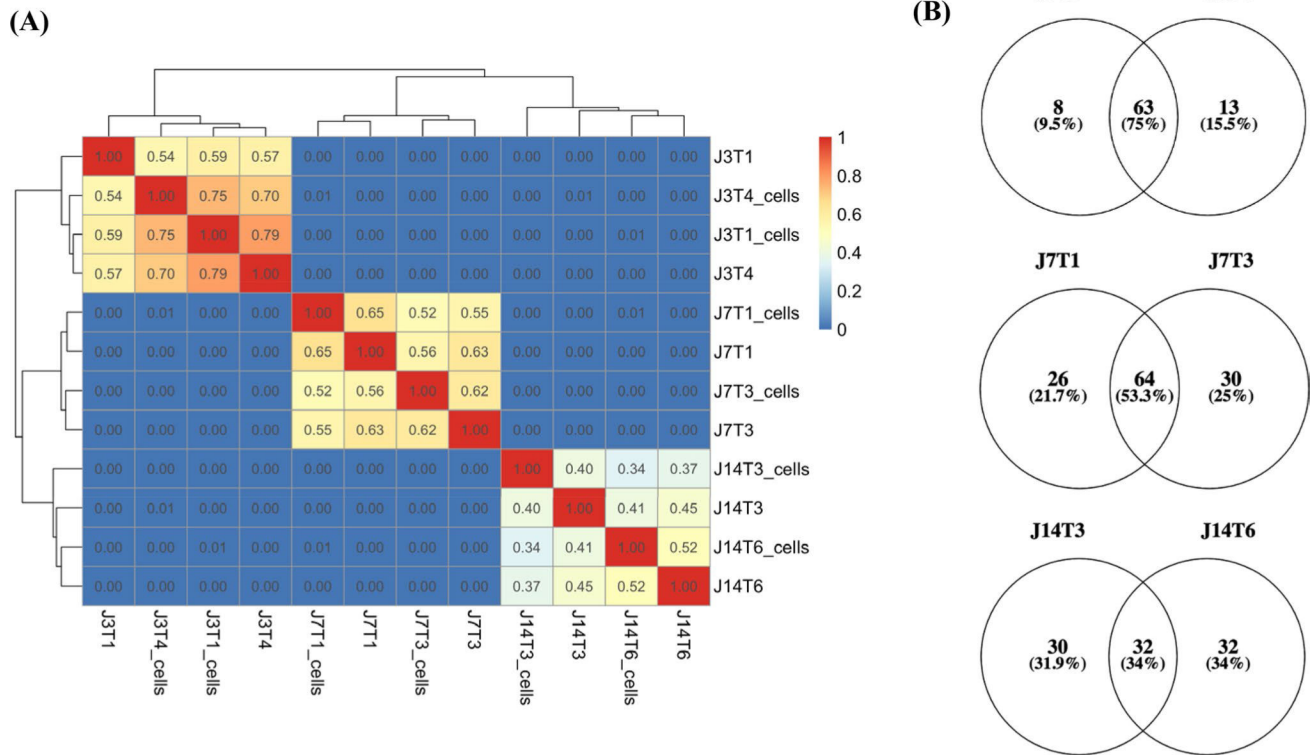 (A)
1.00 0.54 0.59 0.57 0.00 0.00 0.00 0.00 0.00 0.00 0.00 0.00 J3T1
0.54 1.00 0.75 0.70 0.01 0.00 0.00 0.00 0.00 0.01 0.00 0.00 J3T4_cells
0.59 0.75 1.00 0.79 0.00 0.00 0.00 0.00 0.00 0.00 0.01 0.00 J3T1_cells
0.57 0.70 0.79 1.00 0.00 0.00 0.00 0.00 0.00 0.00 0.00 0.00 J3T4
0.00 0.01 0.00 0.00 1.00 0.65 0.52 0.55 0.00 0.00 0.01 0.00 J7T1_cells
0.00 0.00 0.00 0.00 0.65 1.00 0.56 0.63 0.00 0.00 0.00 0.00 J7T1
0.00 0.00 0.00 0.00 0.52 0.56 1.00 0.62 0.00 0.00 0.00 0.00 J7T3_cells
0.00 0.00 0.00 0.00 0.55 0.63 0.62 1.00 0.00 0.00 0.00 0.00 J7T3
0.00 0.00 0.00 0.00 0.00 0.00 0.00 0.00 1.00 0.40 0.34 0.37 J14T3_cells
0.00 0.01 0.00 0.00 0.00 0.00 0.00 0.00 0.40 1.00 0.41 0.45 J14T3
0.00 0.00 0.01 0.00 0.01 0.00 0.00 0.00 0.34 0.41 1.00 0.52 J14T6_cells
0.00 0.00 0.00 0.00 0.00 0.00 0.00 0.00 0.37 0.45 0.52 1.00 J14T6
J3T1
J3T4_cells
J3T1_cells
J3T4
J7T1_cells
J7T1
J7T3_cells
J7T3
J14T3_cells
J14T3
J14T6_cells
J14T6
1
0.8
0.6
0.4
0.2
0
(B)
8 63 13
(9.5%) (75%) (15.5%)
J7T1 J7T3
26 64 30
(21.7%) (53.3%) (25%)
J14T3 J14T6
30 32 32
(31.9%) (34%) (34%)